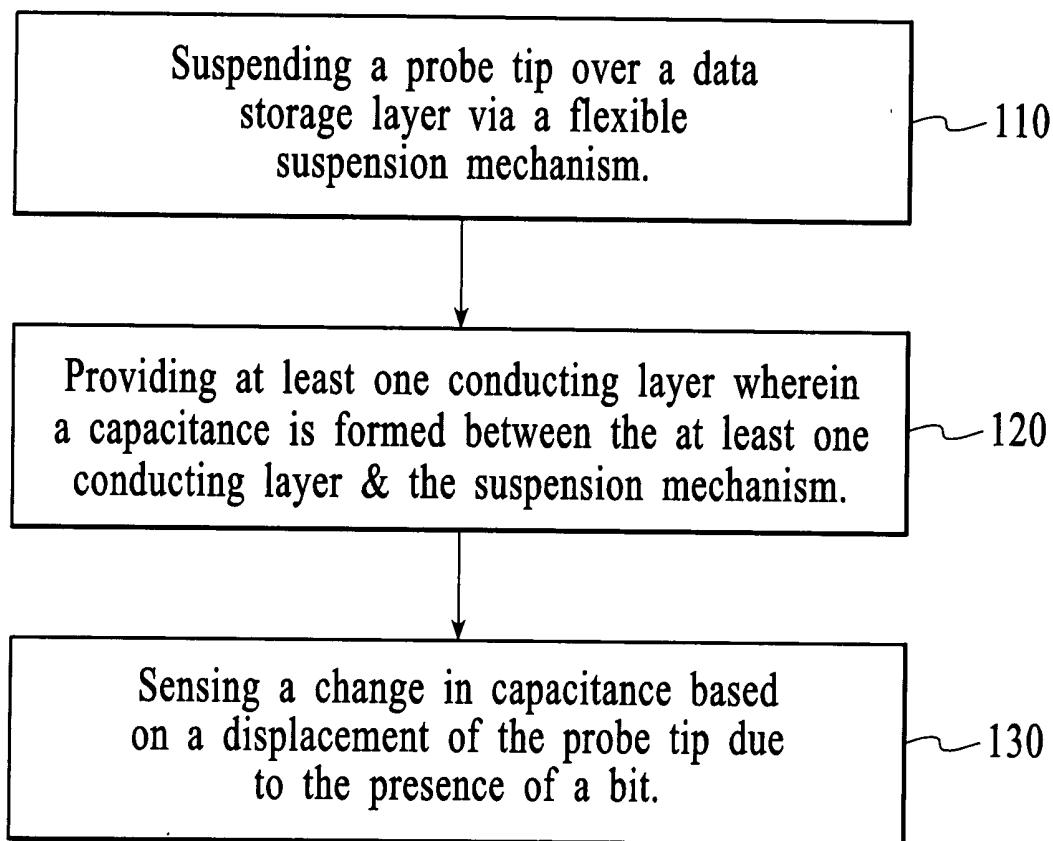 Suspending a probe tip over a data
storage layer via a flexible
suspension mechanism.
110
Providing at least one conducting layer wherein
a capacitance is formed between the at least one
conducting layer & the suspension mechanism.
120
Sensing a change in capacitance based
on a displacement of the probe tip due
to the presence of a bit.
130